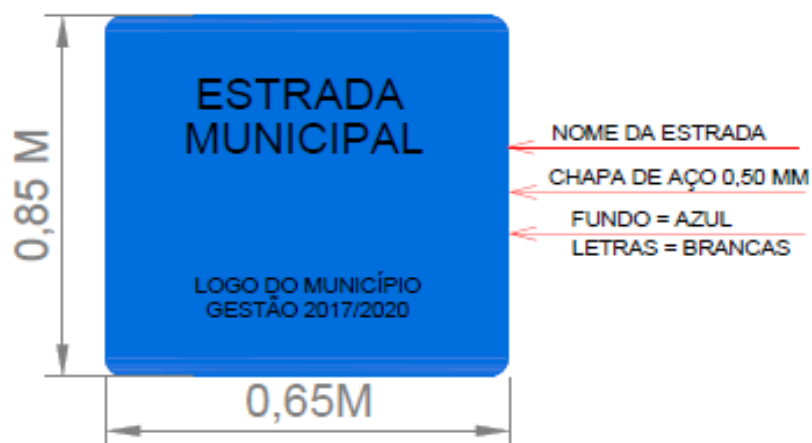 ESTRADA
MUNICIPAL
LOGO DO MUNICÍPIO
GESTÃO 2017/2020
NOME DA ESTRADA
CHAPA DE AÇO 0,50 MM
FUNDO = AZUL
LETRAS = BRANCAS
0,85 M
0,65M